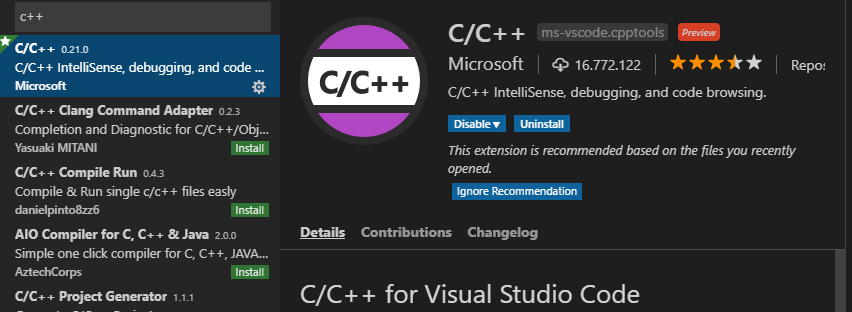 c++
C/C++ 0.21.0
C/C++ IntelliSense, debugging, and code ...
Microsoft
C/C++ Clang Command Adapter 0.2.3
Completion and Diagnostic for C/C++/Obj...
Yasuaki MITANI Install
C/C++ Compile Run 0.4.3
Compile & Run single c/c++ files easly
danielpinto8zz6 Install
AIO Compiler for C, C++ & Java 2.0.0
Simple one click compiler for C, C++, JAVA...
AztechCorps Install
C/C++ Project Generator 1.1.1
C/C++
C/C++ ms-vscode.cpptools Preview
Microsoft 16.772.122 Repos
C/C++ IntelliSense, debugging, and code browsing.
Disable Uninstall
This extension is recommended based on the files you recently
opened.
Ignore Recommendation
Details Contributions Changelog
C/C++ for Visual Studio Code